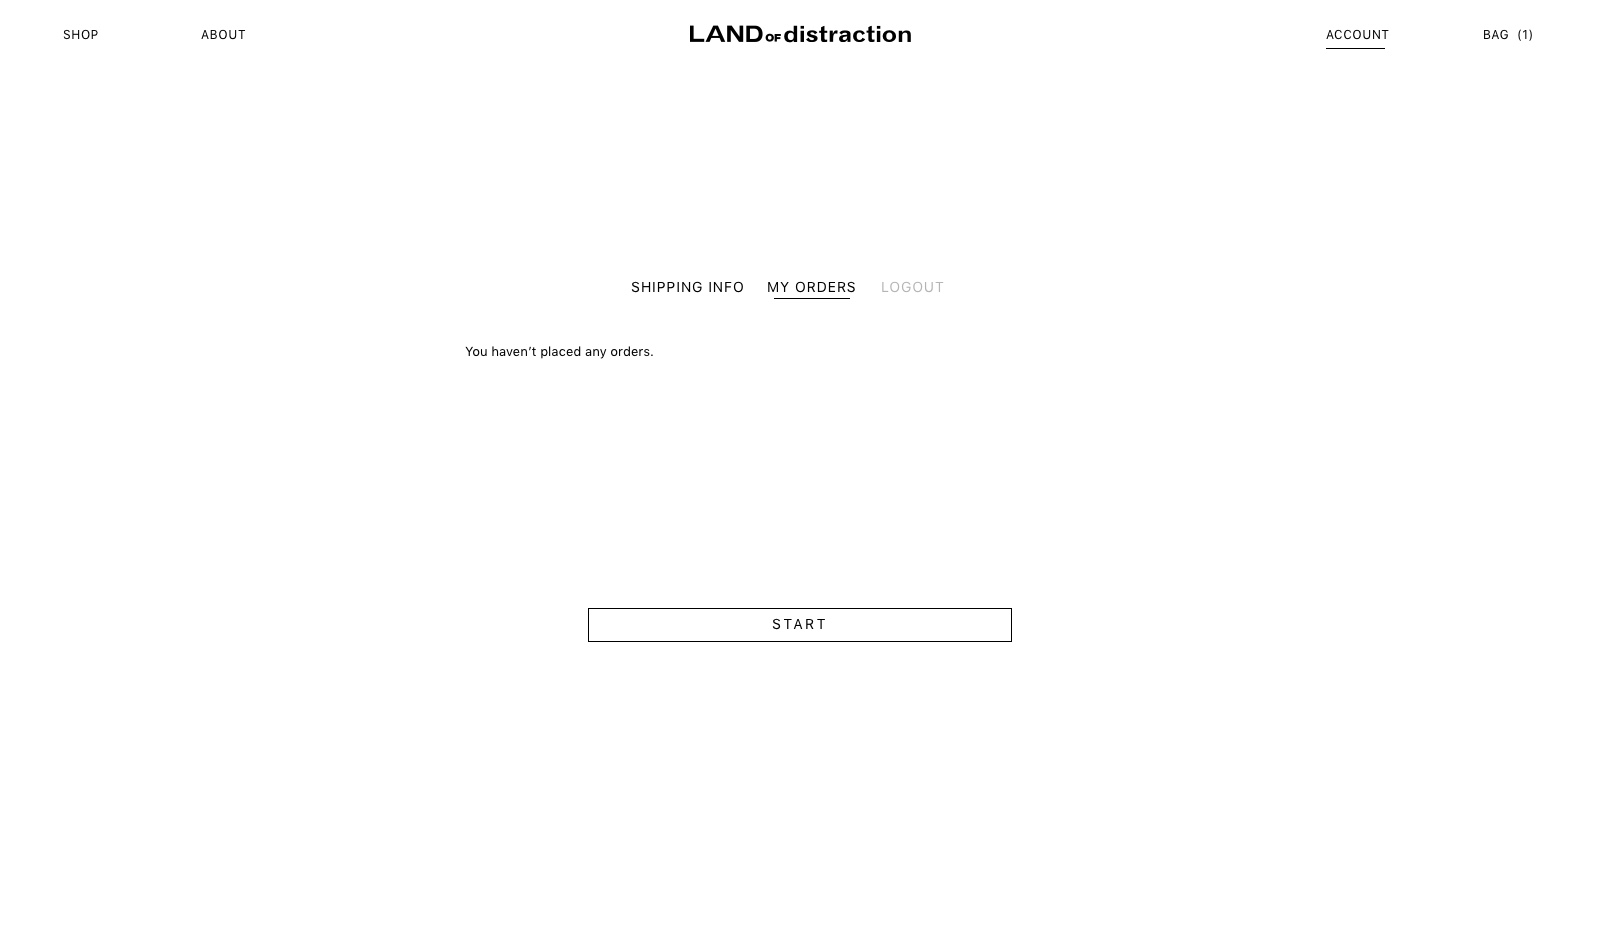 SHOP
ABOUT
LAND OF distraction
ACCOUNT
BAG (1)
SHIPPING INFO
MY ORDERS
LOGOUT
You haven’t placed any orders.
START